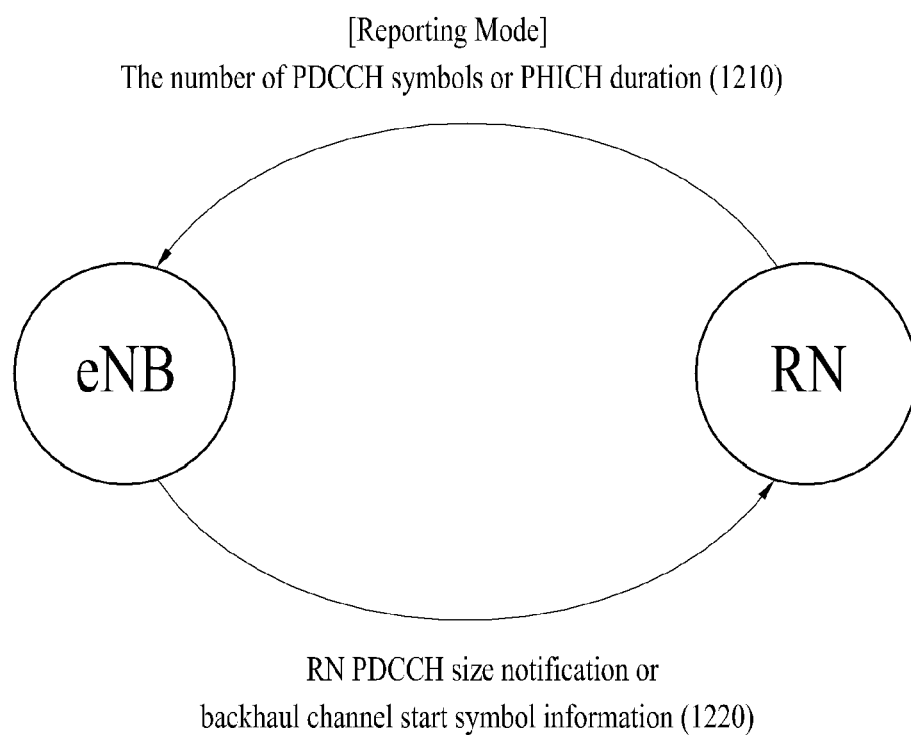 [Reporting Mode]
The number of PDCCH symbols or PHICH duration (1210)
eNB
RN
RN PDCCH size notification or
backhaul channel start symbol information (1220)